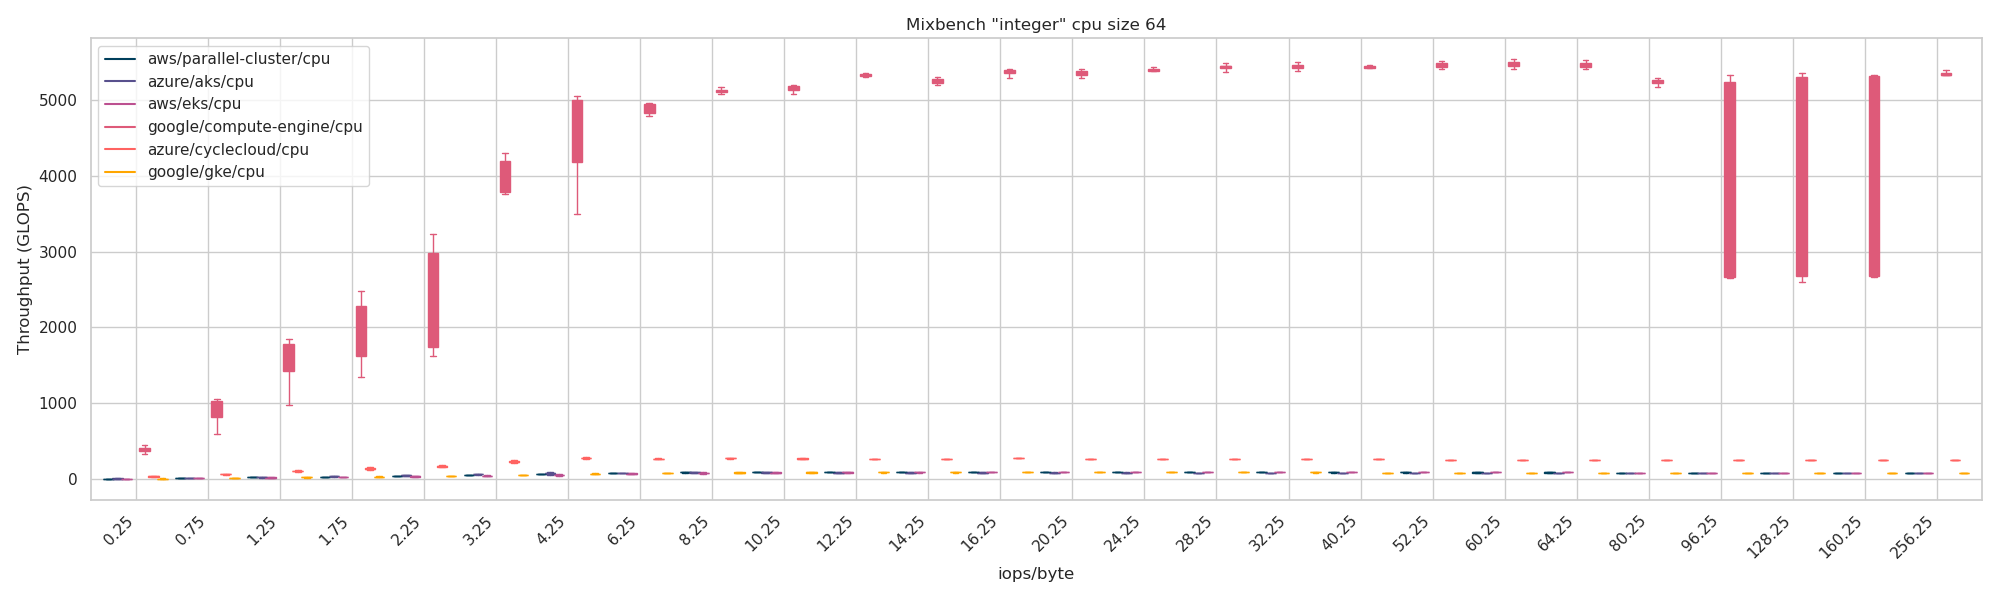 Mixbench "integer" cpu size 64
aws/parallel-cluster/cpu
azure/aks/cpu
aws/eks/cpu
google/compute-engine/cpu
azure/cyclecloud/cpu
google/gke/cpu
Throughput (GLOPS)
5000
4000
3000
2000
1000
0
0.25 0.75 1.25 1.75 2.25 3.25 4.25 6.25 8.25 10.25 12.25 14.25 16.25 20.25 24.25 28.25 32.25 40.25 52.25 60.25 64.25 80.25 96.25 128.25 160.25 256.25
iops/byte